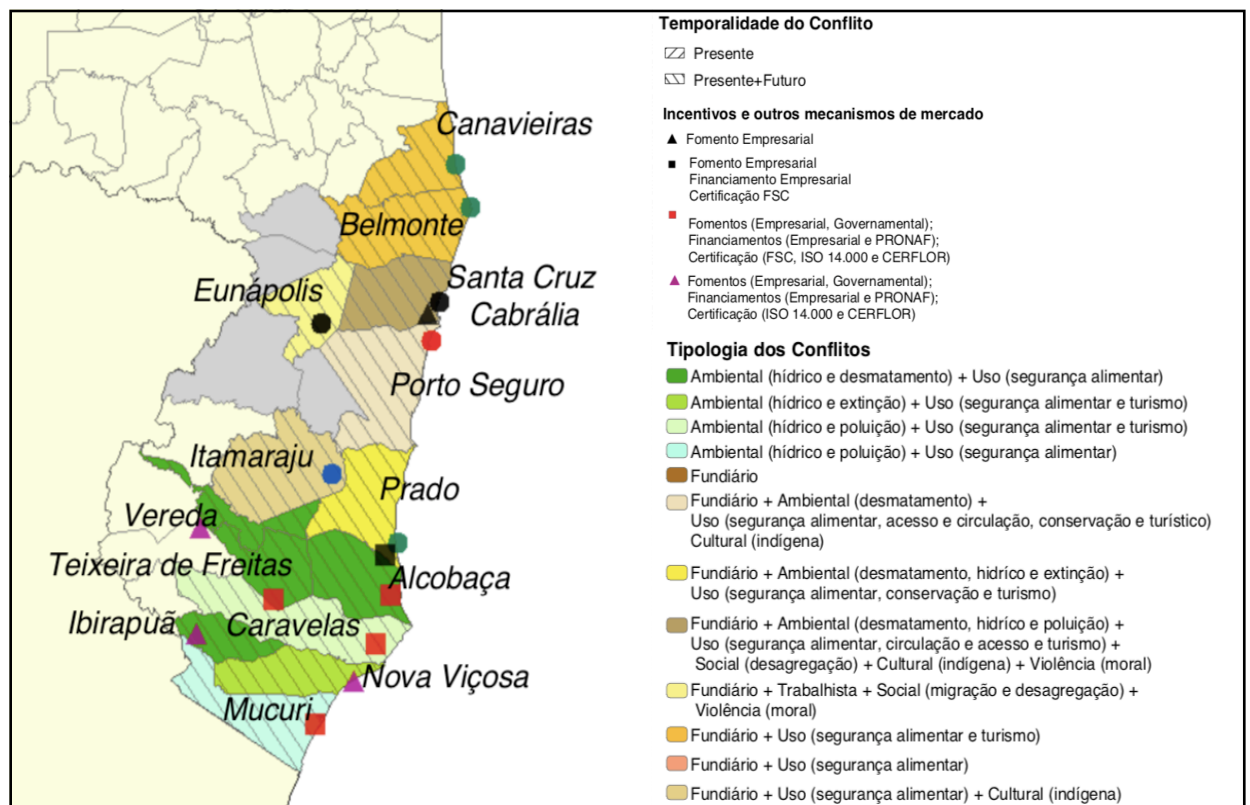 Canavieiras
Belmonte
Santa Cruz
Cabrália
Eunápolis
Porto Seguro
Itamaraju
Prado
Vereda
Teixeira de Freitas
Alcobaça
Ibirapuã
Caravelas
Nova Viçosa
Mucuri
Temporalidade do Conflito
Presente
Presente+Futuro
Incentivos e outros mecanismos de mercado
Fomento Empresarial
Fomento Empresarial
Financiamento Empresarial
Certificação FSC
Fomentos (Empresarial, Governamental);
Financiamentos (Empresarial e PRONAF);
Certificação (FSC, ISO 14.000 e CERFLOR)
Fomentos (Empresarial, Governamental);
Financiamentos (Empresarial e PRONAF);
Certificação (ISO 14.000 e CERFLOR)
Tipologia dos Conflitos
Ambiental (hídrico e desmatamento) + Uso (segurança alimentar)
Ambiental (hídrico e extinção) + Uso (segurança alimentar e turismo)
Ambiental (hídrico e poluição) + Uso (segurança alimentar e turismo)
Ambiental (hídrico e poluição) + Uso (segurança alimentar)
Fundiário
Fundiário + Ambiental (desmatamento) +
Uso (segurança alimentar, acesso e circulação, conservação e turístico)
Cultural (indígena)
Fundiário + Ambiental (desmatamento, hidríco e extinção) +
Uso (segurança alimentar, conservação e turismo)
Fundiário + Ambiental (desmatamento, hidríco e poluição) +
Uso (segurança alimentar, circulação e acesso e turismo) +
Social (desagregação) + Cultural (indígena) + Violência (moral)
Fundiário + Trabalhista + Social (migração e desagregação) +
Violência (moral)
Fundiário + Uso (segurança alimentar e turismo)
Fundiário + Uso (segurança alimentar)
Fundiário + Uso (segurança alimentar) + Cultural (indígena)